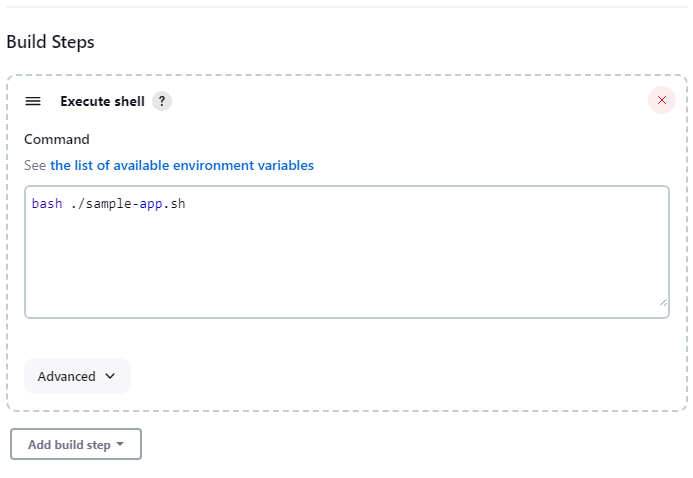 Build Steps
Execute shell ?
Command
See the list of available environment variables
bash ./sample-app.sh
Advanced
Add build step